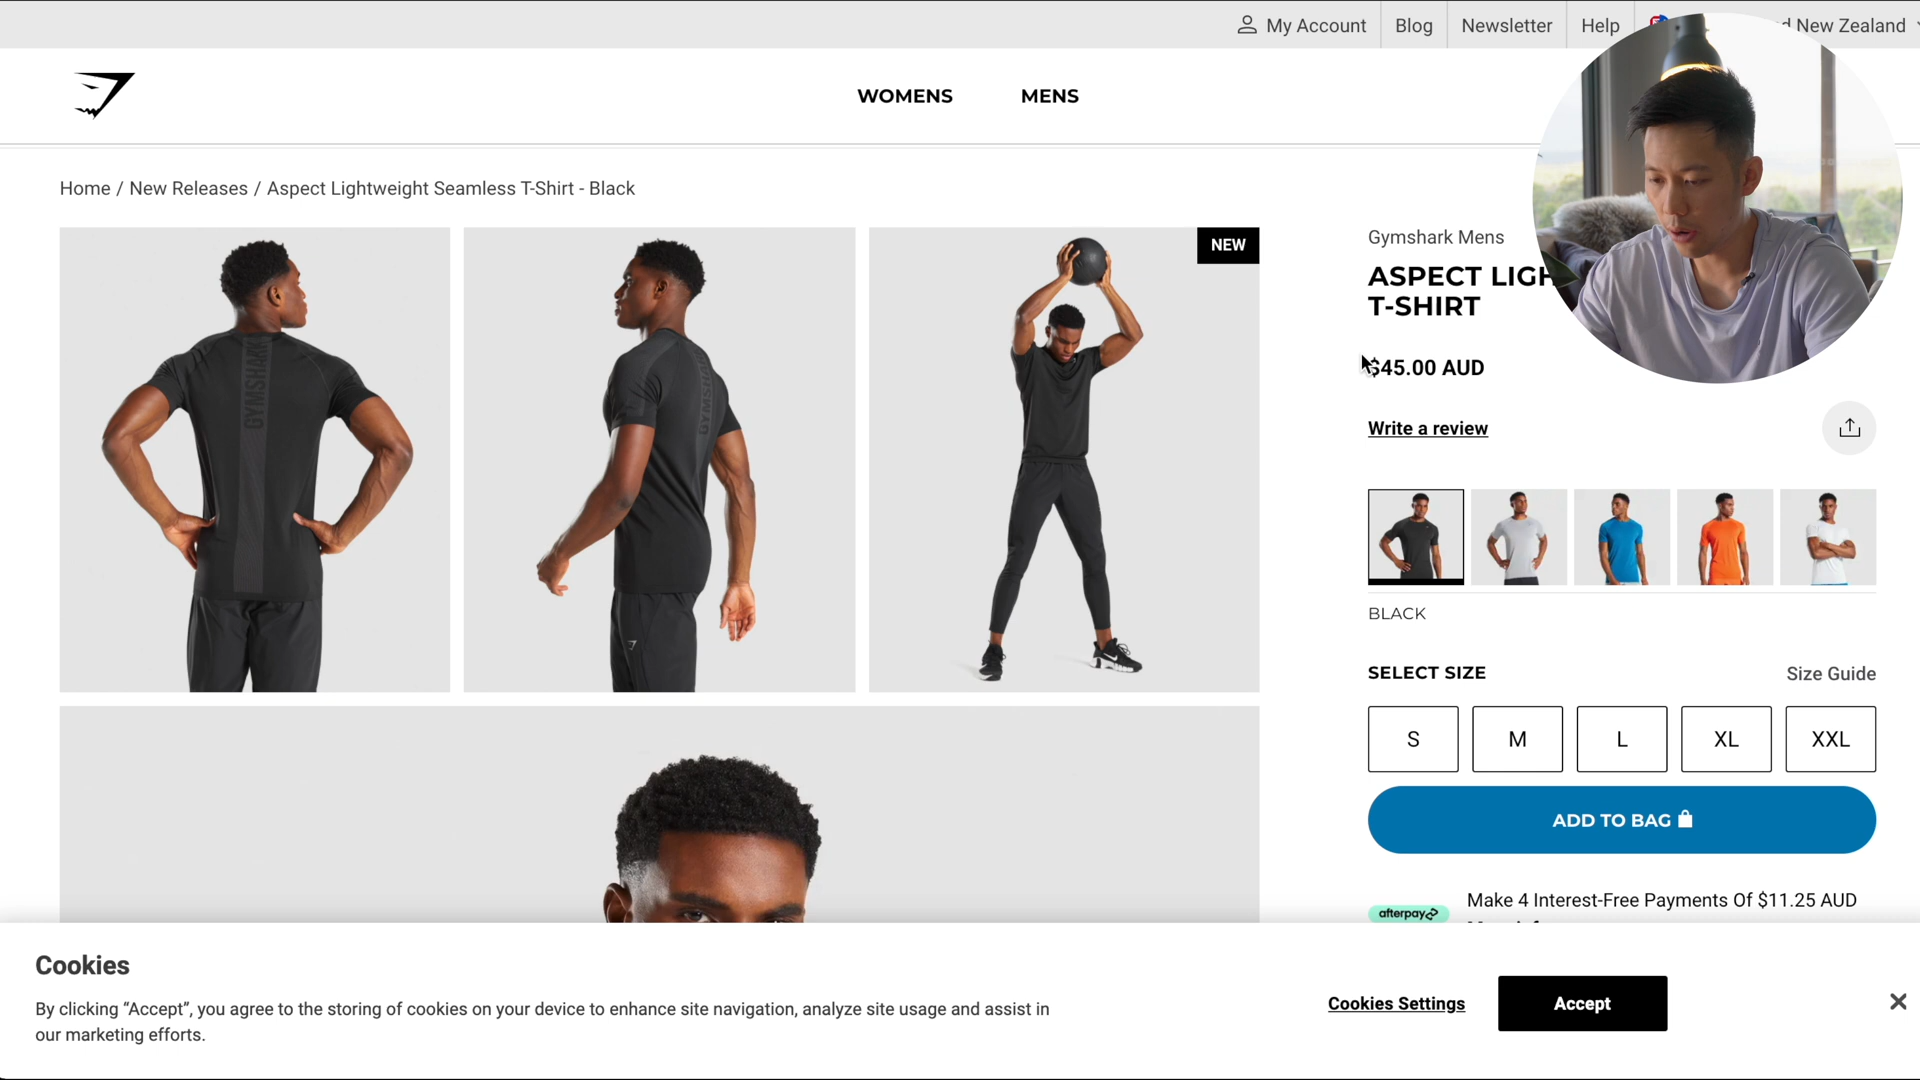 My Account
Blog
Newsletter
Help
New Zealand
WOMENS
MENS
Home / New Releases / Aspect Lightweight Seamless T-Shirt - Black
GYMSHARK
GYMSHARK
NEW
Gymshark Mens
ASPECT
T-SHIRT
$45.00 AUD
Write a review
BLACK
SELECT SIZE
Size Guide
S
M
L
XL
XXL
ADD TO BAG
afterpay
Make 4 Interest-Free Payments Of $11.25 AUD
Cookies
By clicking “Accept”, you agree to the storing of cookies on your device to enhance site navigation, analyze site usage and assist in
our marketing efforts.
Cookies Settings
Accept